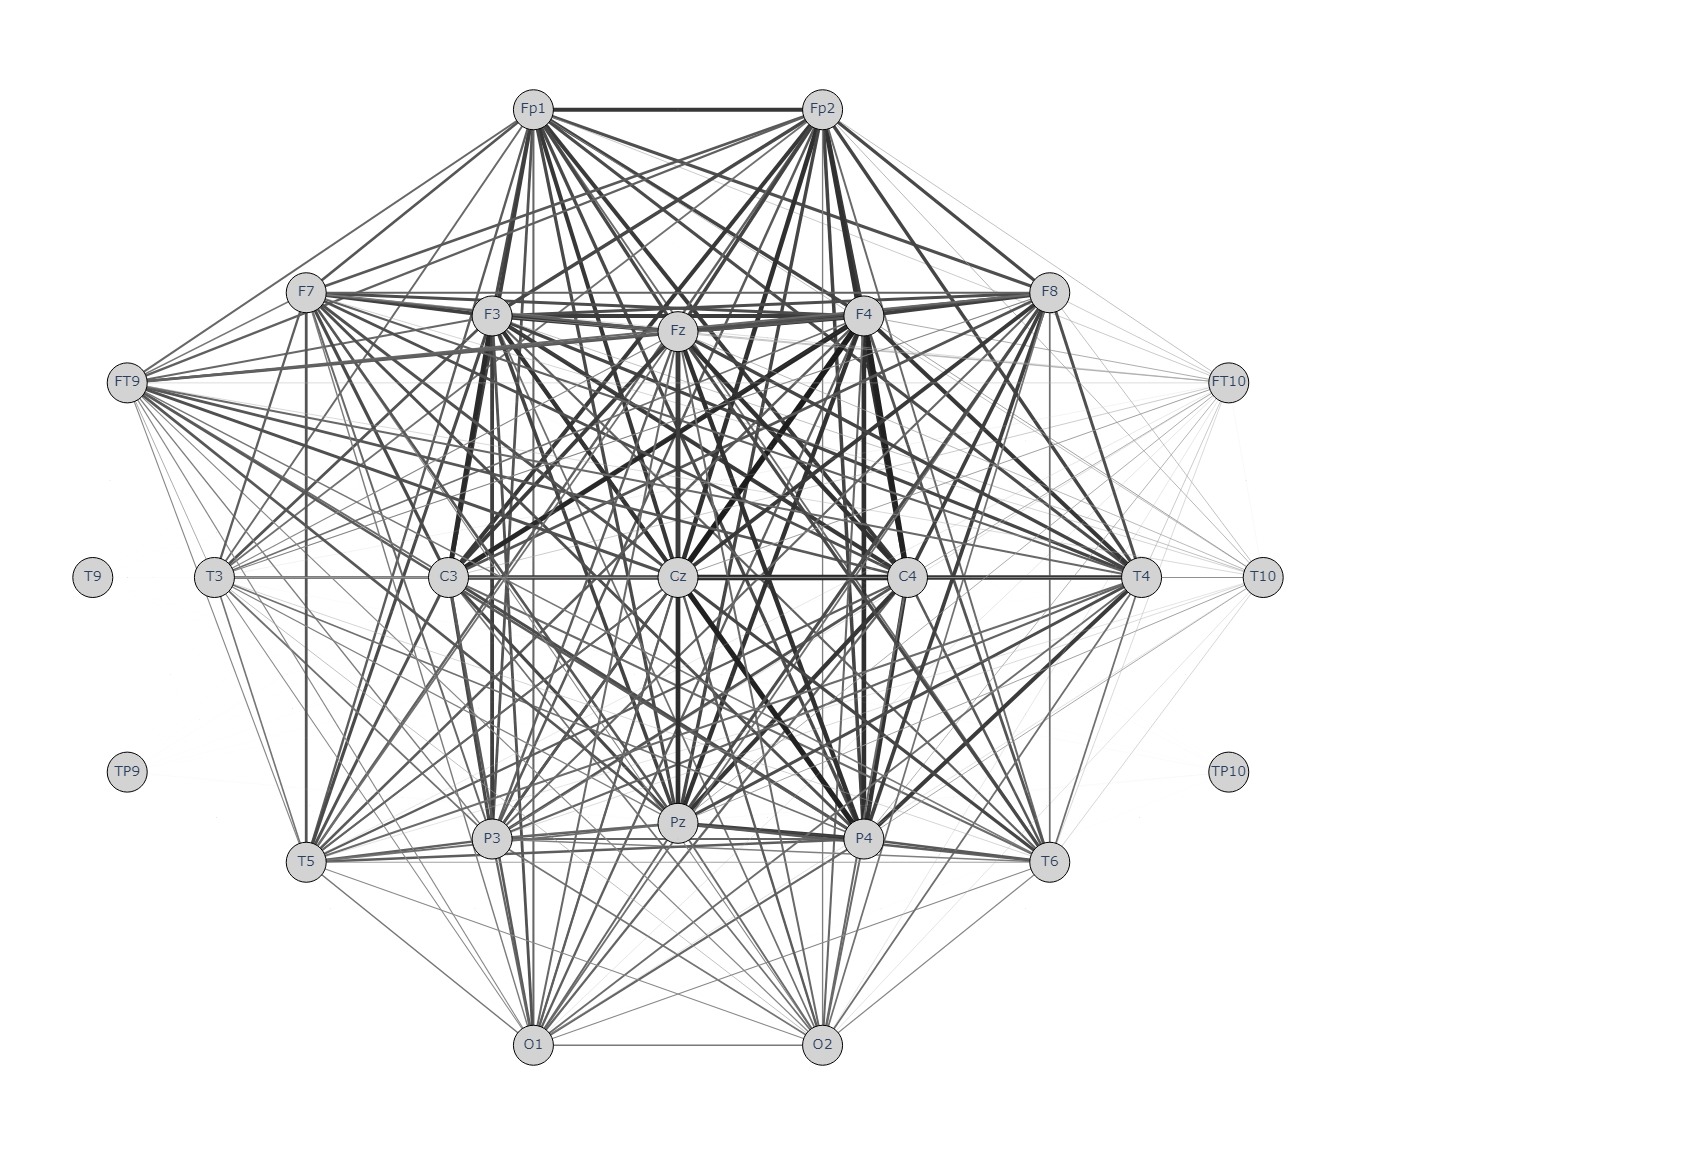 Fp1 Fp2
F7 F3 Fz F4 F8
FT9 FT10
T9 T3 C3 Cz C4 T4 T10
TP9 TP10
T5 P3 Pz P4 T6
O1 O2